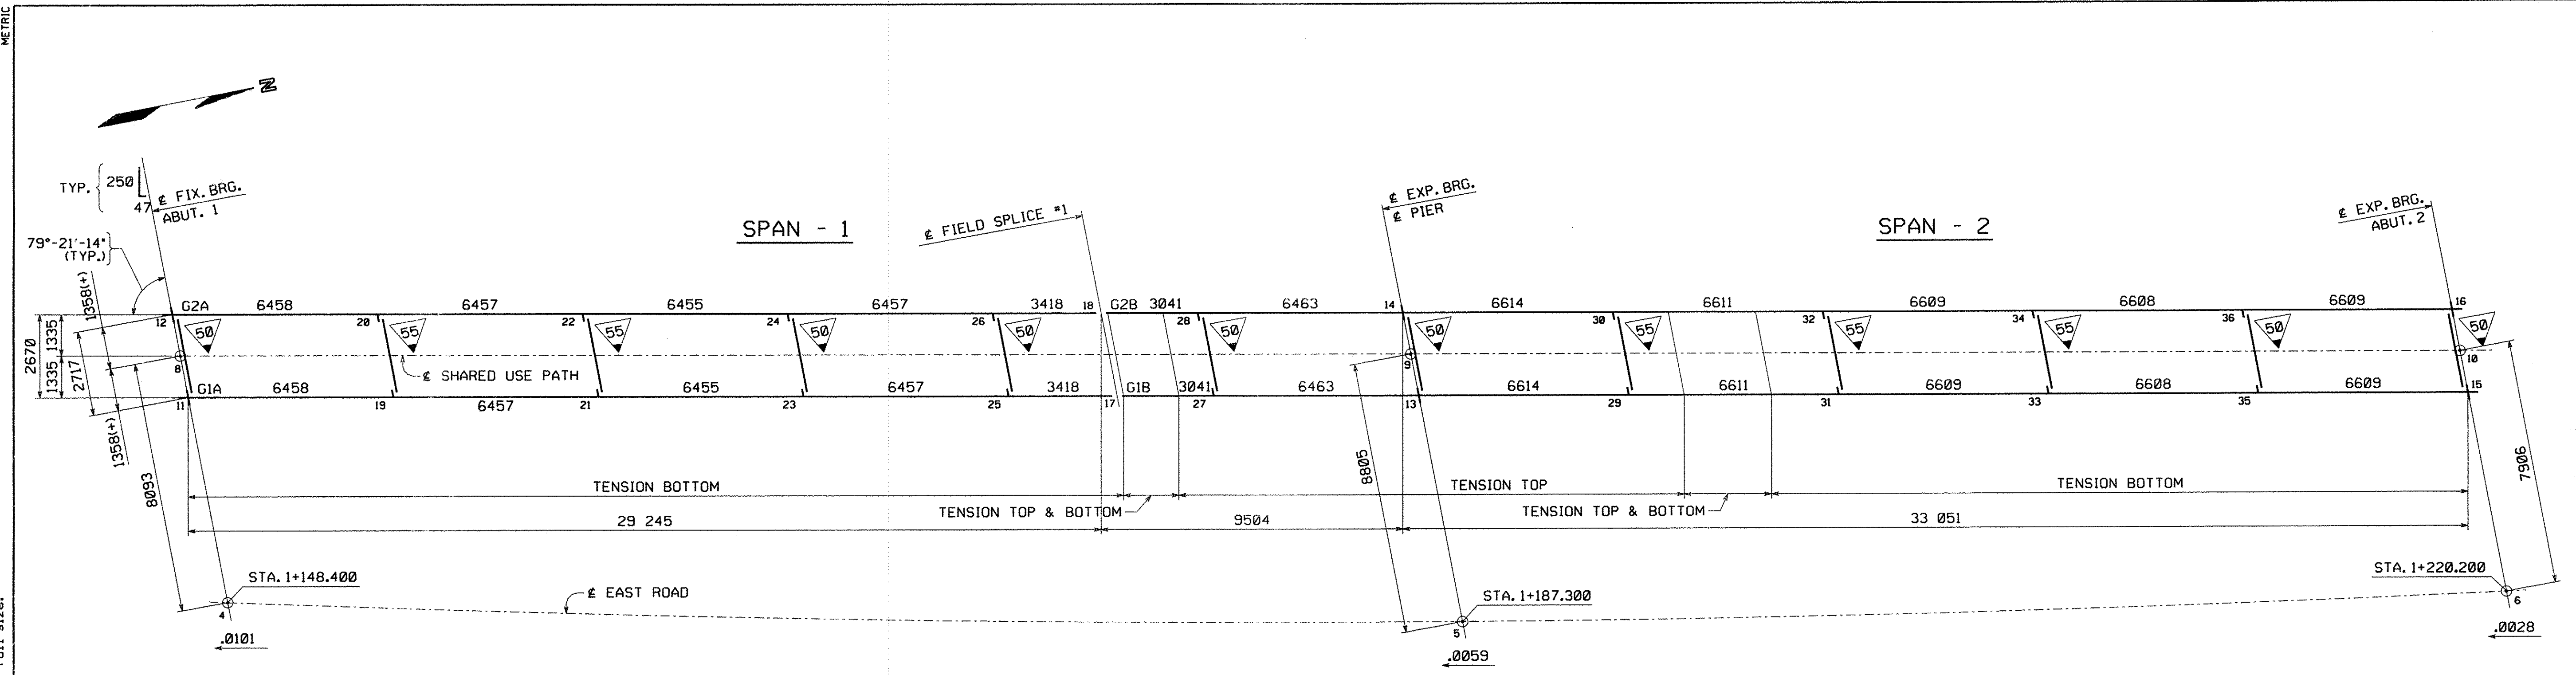 METRIC
N
TYP. 250
47
℄ FIX. BRG.
ABUT. 1
79°-21'-14"
(TYP.)
SPAN - 1
℄ FIELD SPLICE #1
℄ EXP. BRG.
℄ PIER
SPAN - 2
℄ EXP. BRG.
ABUT. 2
G2A 6458 6457 6455 6457 3418 18 G2B 3041 6463 14 6614 6611 6609 6608 6609 16
12 20 22 24 26 28 30 32 34 36
50 55 55 50 50 50 50 55 55 55 50 50
1358(+)
1335
1335
2670
2717
1358(+)
8 9 10
℄ SHARED USE PATH
G1A 6458 6457 6455 6457 3418 G1B 3041 6463 6614 6611 6609 6608 6609 15
11 19 21 23 25 17 27 13 29 31 33 35
8093
8805
7906
TENSION BOTTOM
TENSION TOP
TENSION BOTTOM
TENSION TOP & BOTTOM
TENSION TOP & BOTTOM
29 245
9504
33 051
STA. 1+148.400
℄ EAST ROAD
STA. 1+187.300
STA. 1+220.200
4
5
6
.0101
.0059
.0028